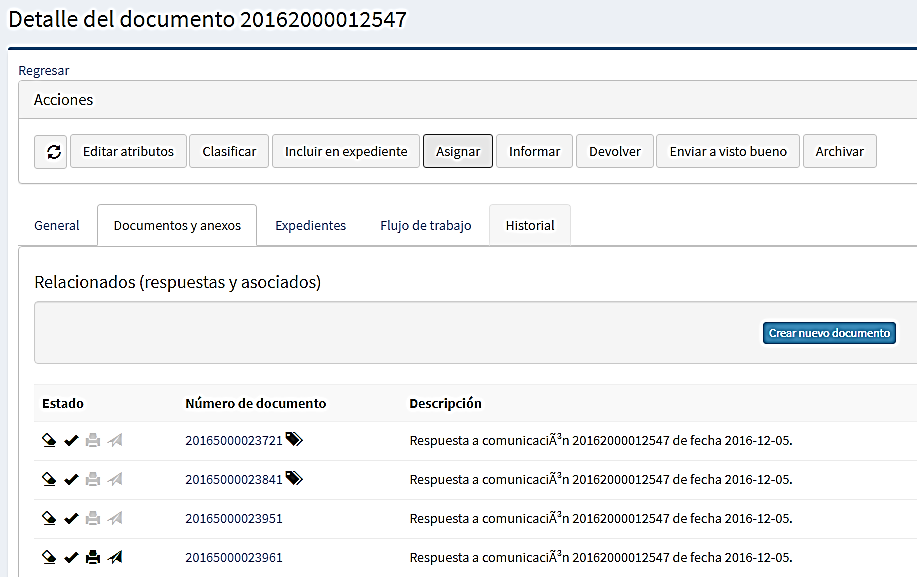 Detalle del documento 20162000012547
Regresar
Acciones
Editar atributos Clasificar Incluir en expediente Asignar Informar Devolver Enviar a visto bueno Archivar
General Documentos y anexos Expedientes Flujo de trabajo Historial
Relacionados (respuestas y asociados)
Crear nuevo documento
Estado Número de documento Descripción
20165000023721 Respuesta a comunicaciÃ³n 20162000012547 de fecha 2016-12-05.
20165000023841 Respuesta a comunicaciÃ³n 20162000012547 de fecha 2016-12-05.
20165000023951 Respuesta a comunicaciÃ³n 20162000012547 de fecha 2016-12-05.
20165000023961 Respuesta a comunicaciÃ³n 20162000012547 de fecha 2016-12-05.